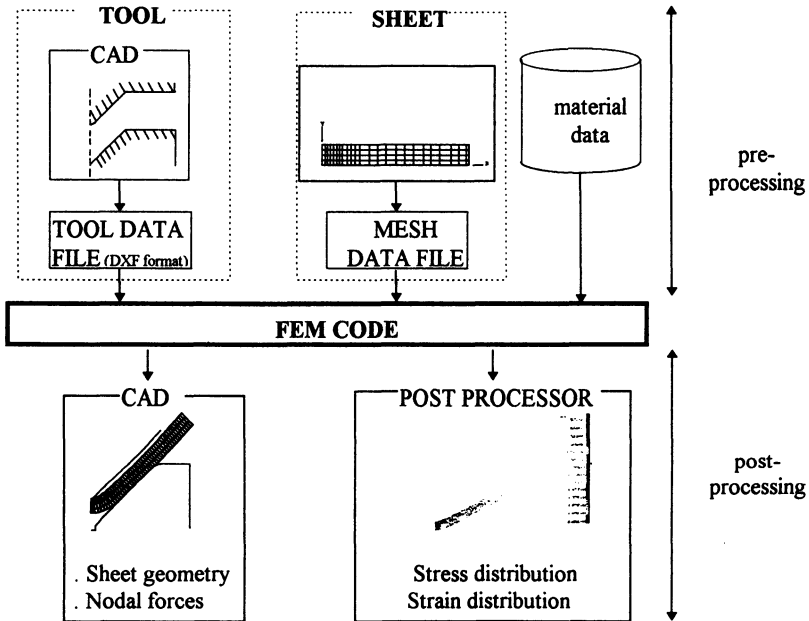 TOOL
SHEET
CAD
material
data
pre-
processing
TOOL DATA
FILE (DXF format)
MESH
DATA FILE
FEM CODE
CAD
POST PROCESSOR
post-
processing
. Sheet geometry
. Nodal forces
Stress distribution
Strain distribution